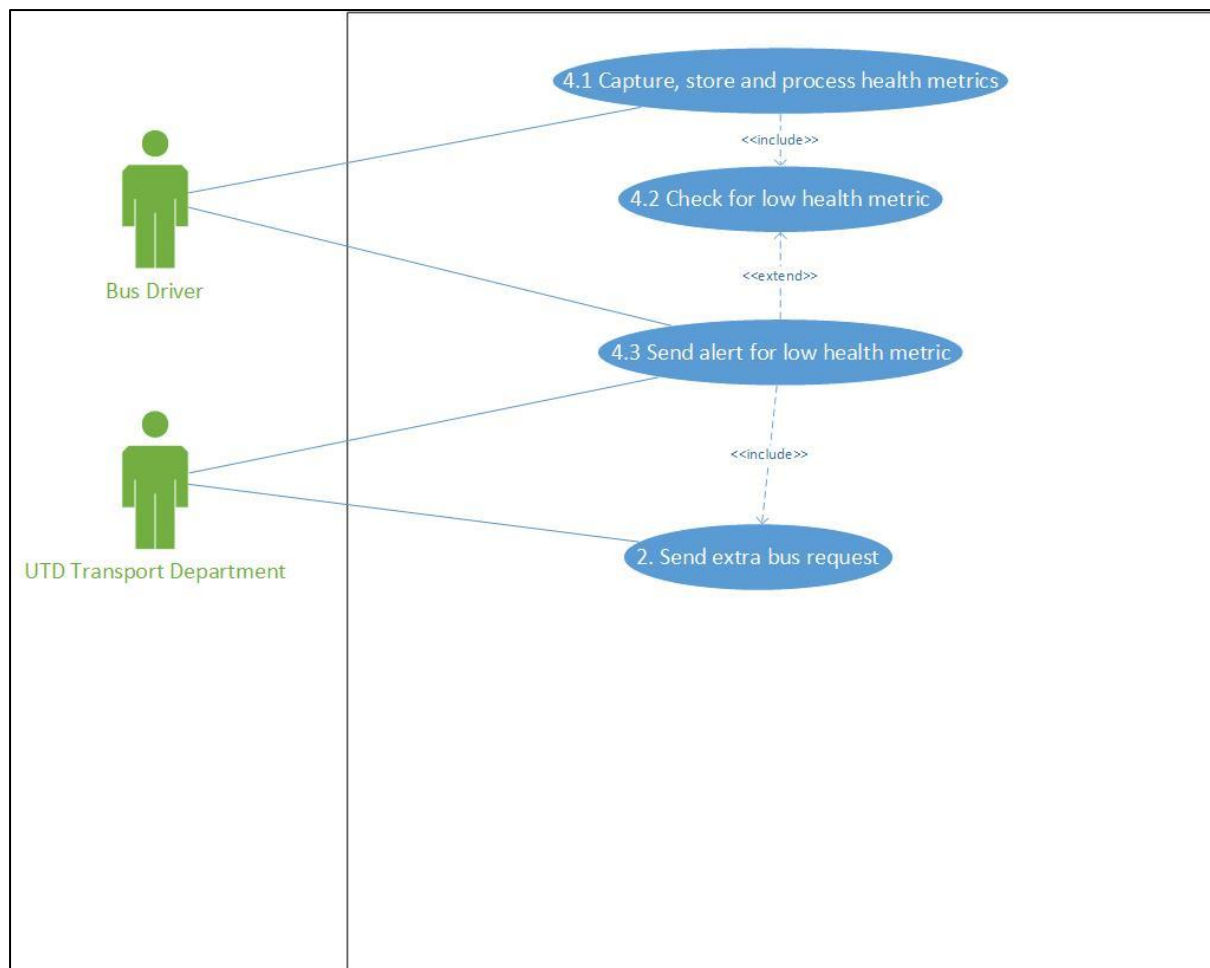 4.1 Capture, store and process health metrics
<<include>>
4.2 Check for low health metric
Bus Driver
<<extend>>
4.3 Send alert for low health metric
<<include>>
2. Send extra bus request
UTD Transport Department